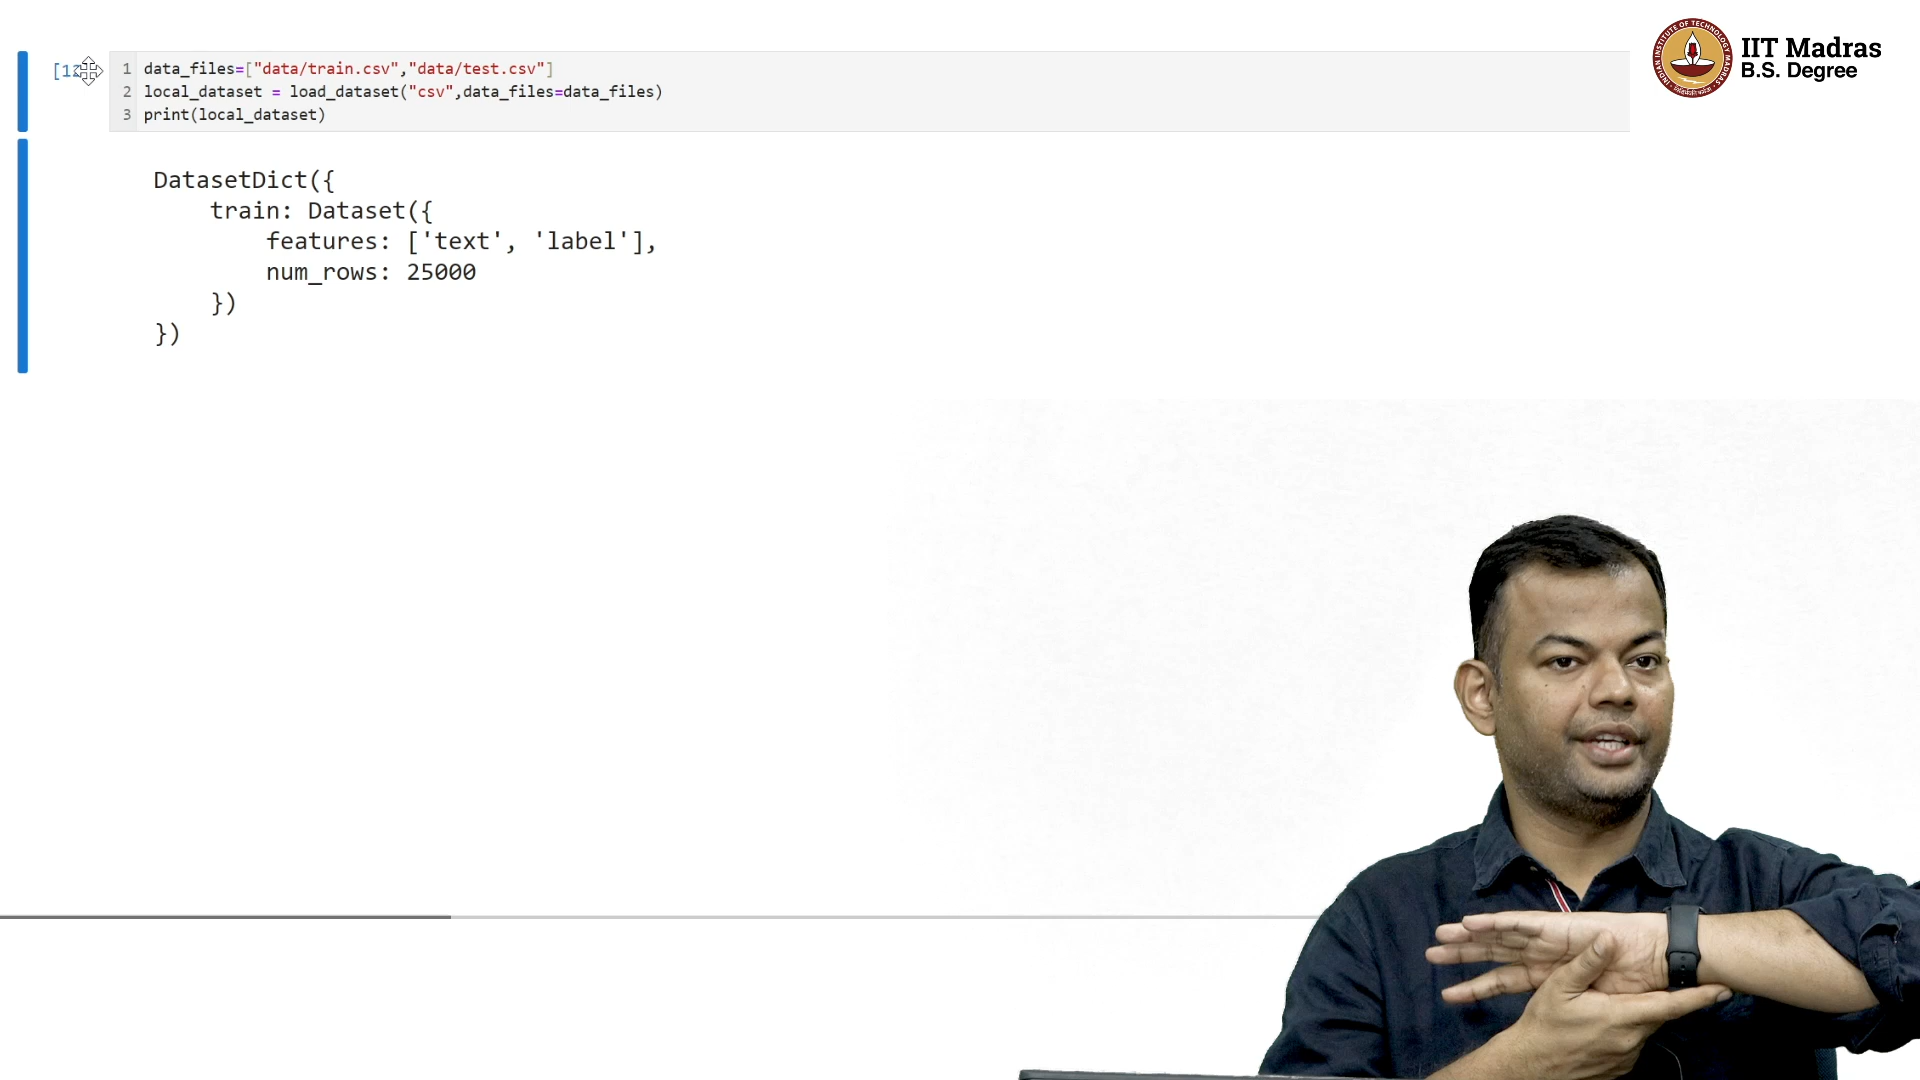 IIT Madras
B.S. Degree
1 data_files=["data/train.csv","data/test.csv"]
2 local_dataset = load_dataset("csv",data_files=data_files)
3 print(local_dataset)
DatasetDict({
train: Dataset({
features: ['text', 'label'],
num_rows: 25000
})
})